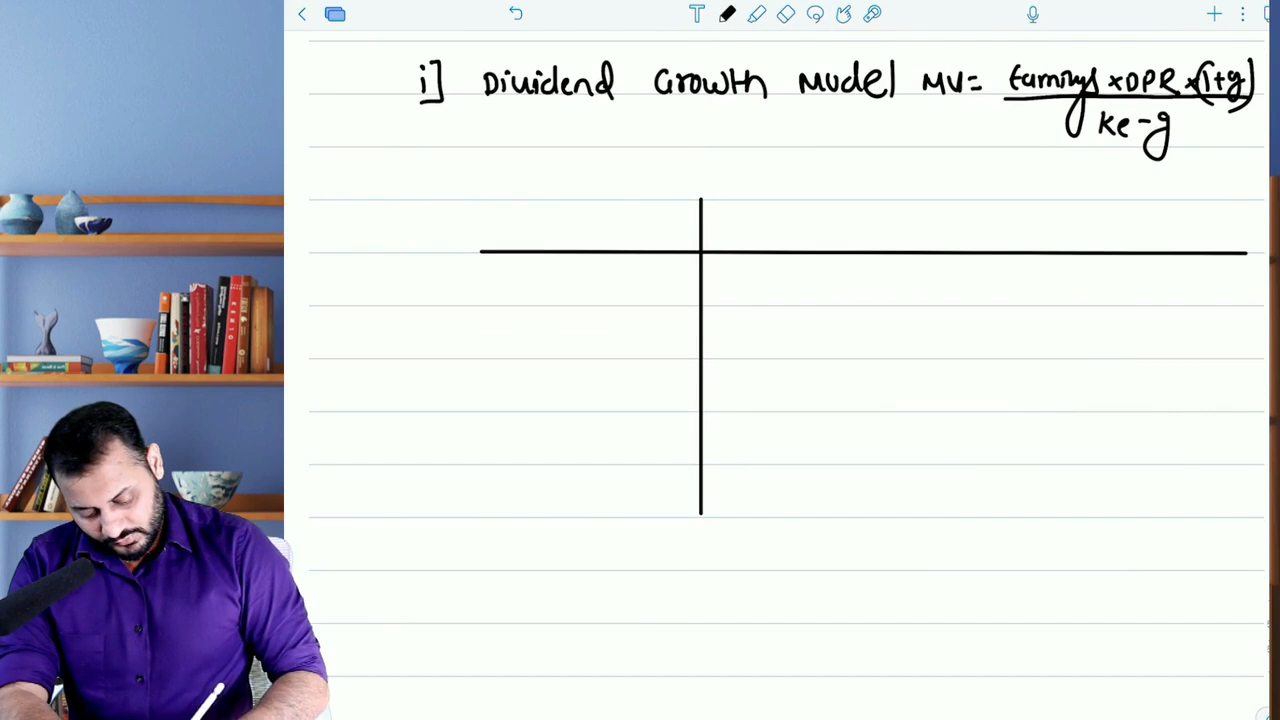 i] Dividend Growth Model MV = Earnings × DPR × (1+g)
Ke - g